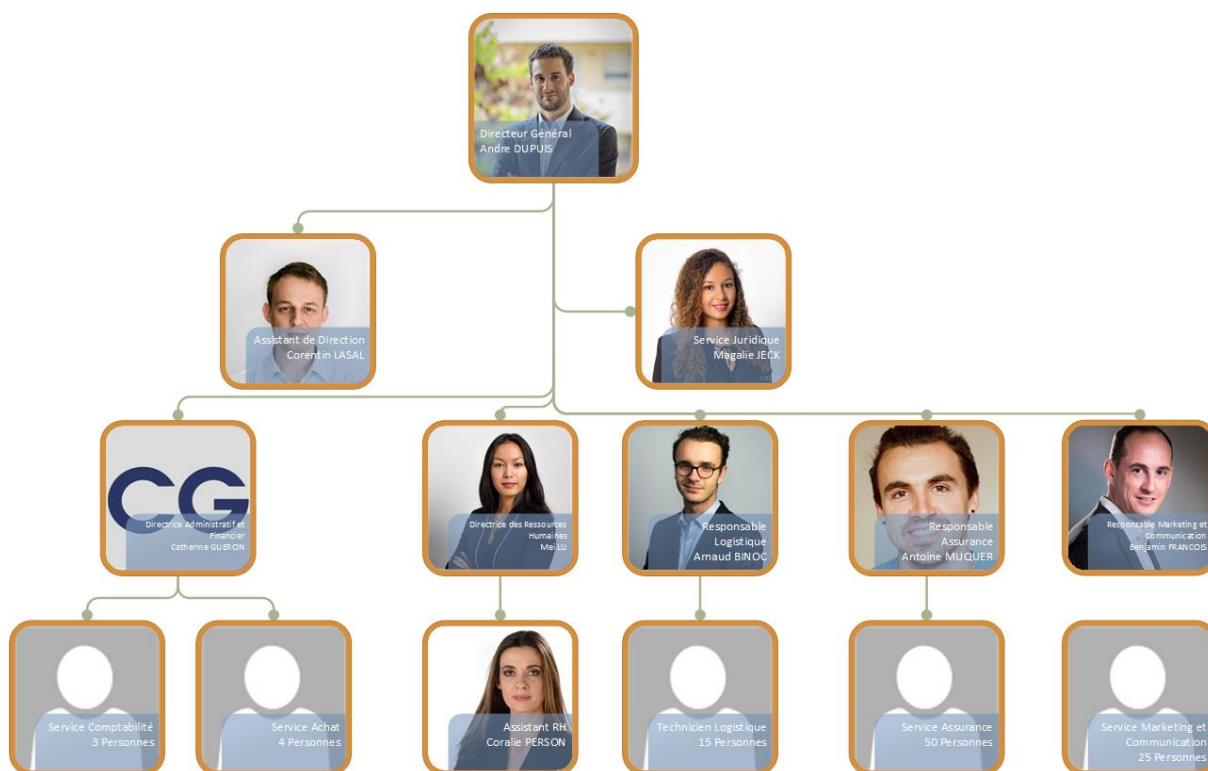 Directeur Général
Andre DUPUIS
Assistant de Direction
Corentin LASAL
Service Juridique
Magalie JECK
CG
Directrice Administratif et
Financier
Catherine GUERON
Directrice des Ressources
Humaines
Mei LU
Responsable
Logistique
Arnaud BINOC
Responsable
Assurance
Antoine MUQUER
Responsable Marketing et
Communication
Benjamin FRANCOIS
Service Comptabilité
3 Personnes
Service Achat
4 Personnes
Assistant RH
Coralie PERSON
Technicien Logistique
15 Personnes
Service Assurance
50 Personnes
Service Marketing et
Communication
25 Personnes